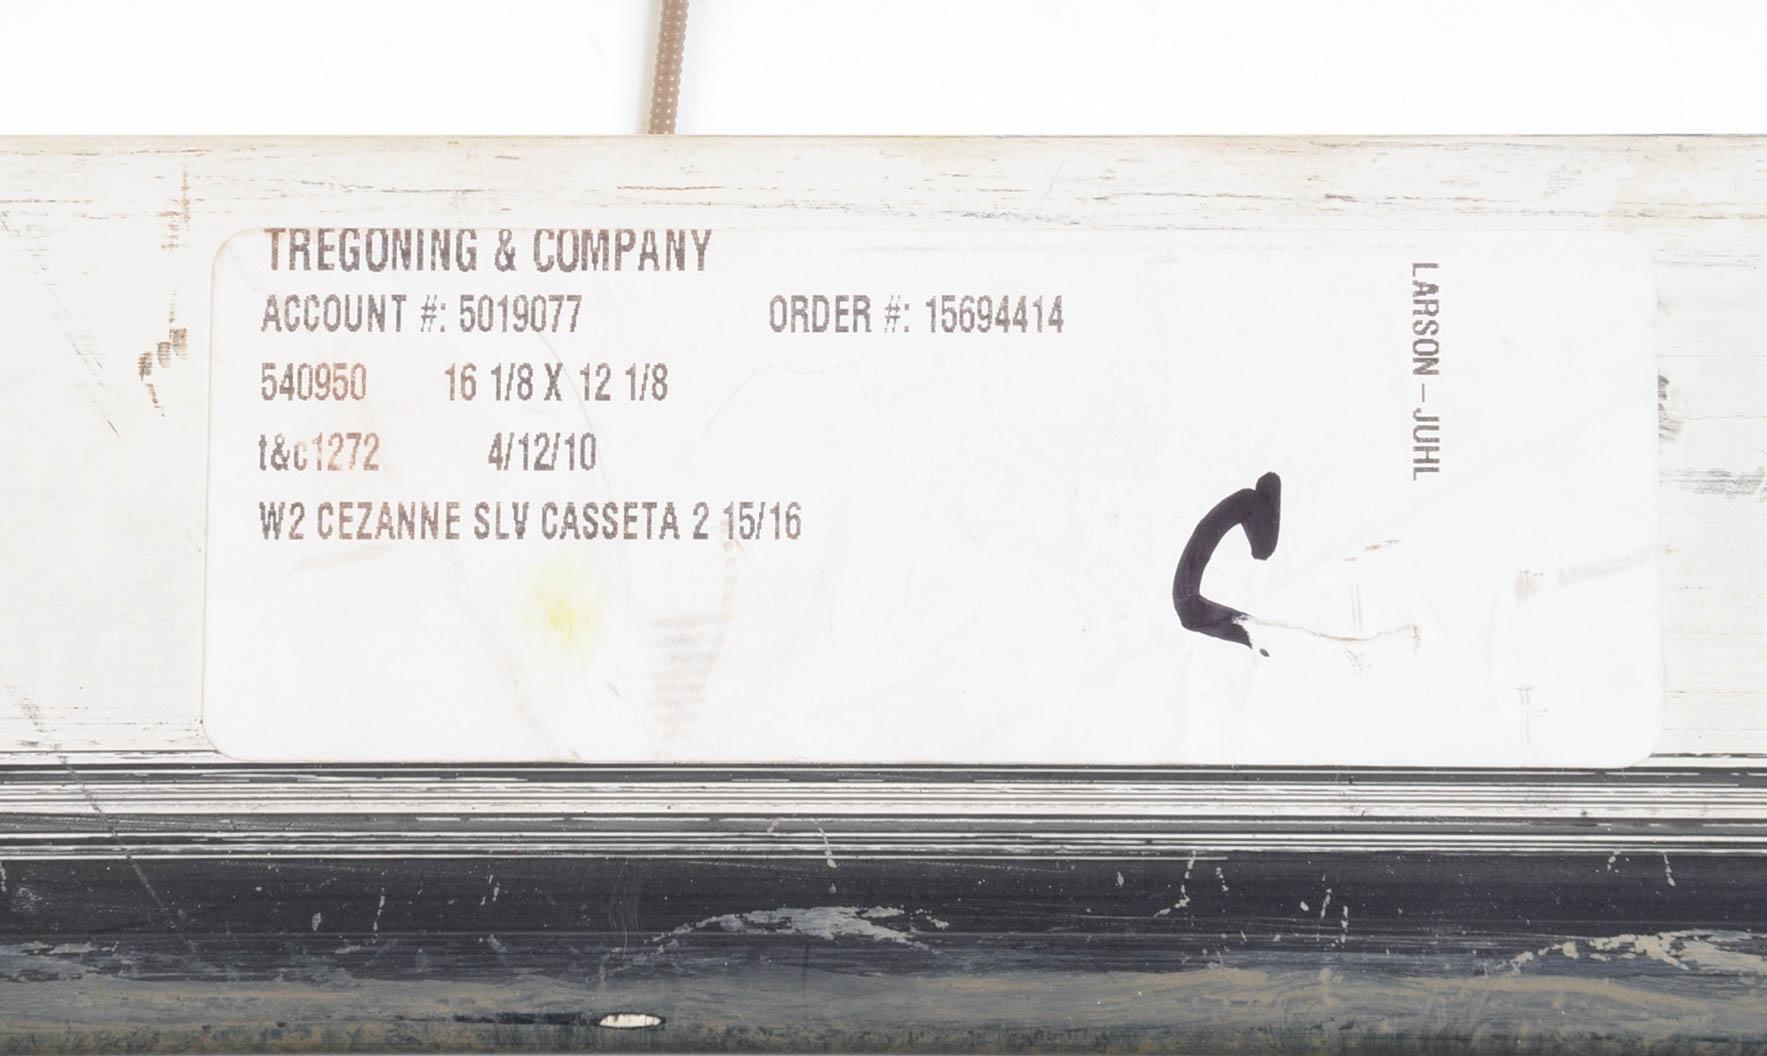 TREGONING & COMPANY
ACCOUNT #: 5019077 ORDER #: 15694414
540950 16 1/8 X 12 1/8
t&c1272 4/12/10
W2 CEZANNE SLV CASSETA 2 15/16
LARSON-JUHL
C